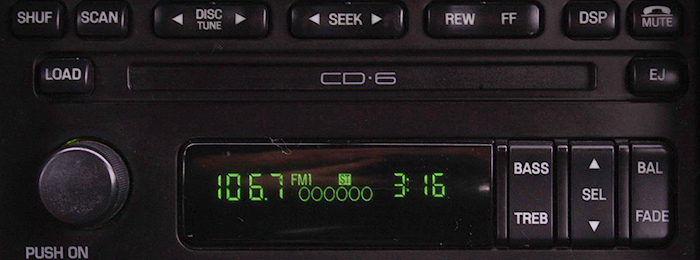 SHUF SCAN DISC TUNE SEEK REW FF DSP MUTE
LOAD CD·6 EJ
106.7 FM1 ST 3:16
BASS SEL BAL
TREB FADE
PUSH ON